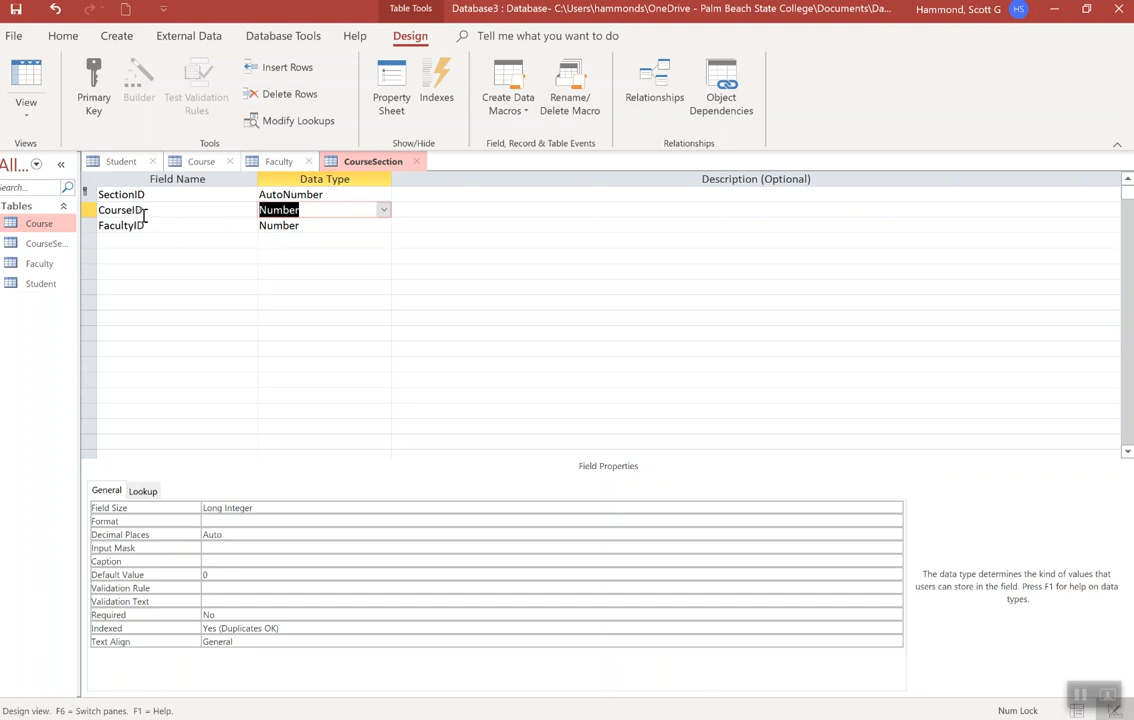 Table Tools
Database3 : Database- C:\Users\hammonds\OneDrive - Palm Beach State College\Documents\Da...
Hammond, Scott G
HS
File
Home
Create
External Data
Database Tools
Help
Design
Tell me what you want to do
View
Primary
Key
Builder
Test Validation
Rules
Insert Rows
Delete Rows
Modify Lookups
Property
Sheet
Indexes
Create Data
Macros
Rename/
Delete Macro
Relationships
Object
Dependencies
Views
Tools
Show/Hide
Field, Record & Table Events
Relationships
All...
Student
Course
Faculty
CourseSection
Search...
Tables
Course
CourseSe...
Faculty
Student
Field Name
Data Type
Description (Optional)
SectionID
AutoNumber
CourseID
Number
FacultyID
Number
Field Properties
General
Lookup
Field Size
Long Integer
Format
Decimal Places
Auto
Input Mask
Caption
Default Value
0
Validation Rule
Validation Text
Required
No
Indexed
Yes (Duplicates OK)
Text Align
General
The data type determines the kind of values that
users can store in the field. Press F1 for help on data
types.
Design view. F6 = Switch panes. F1 = Help.
Num Lock